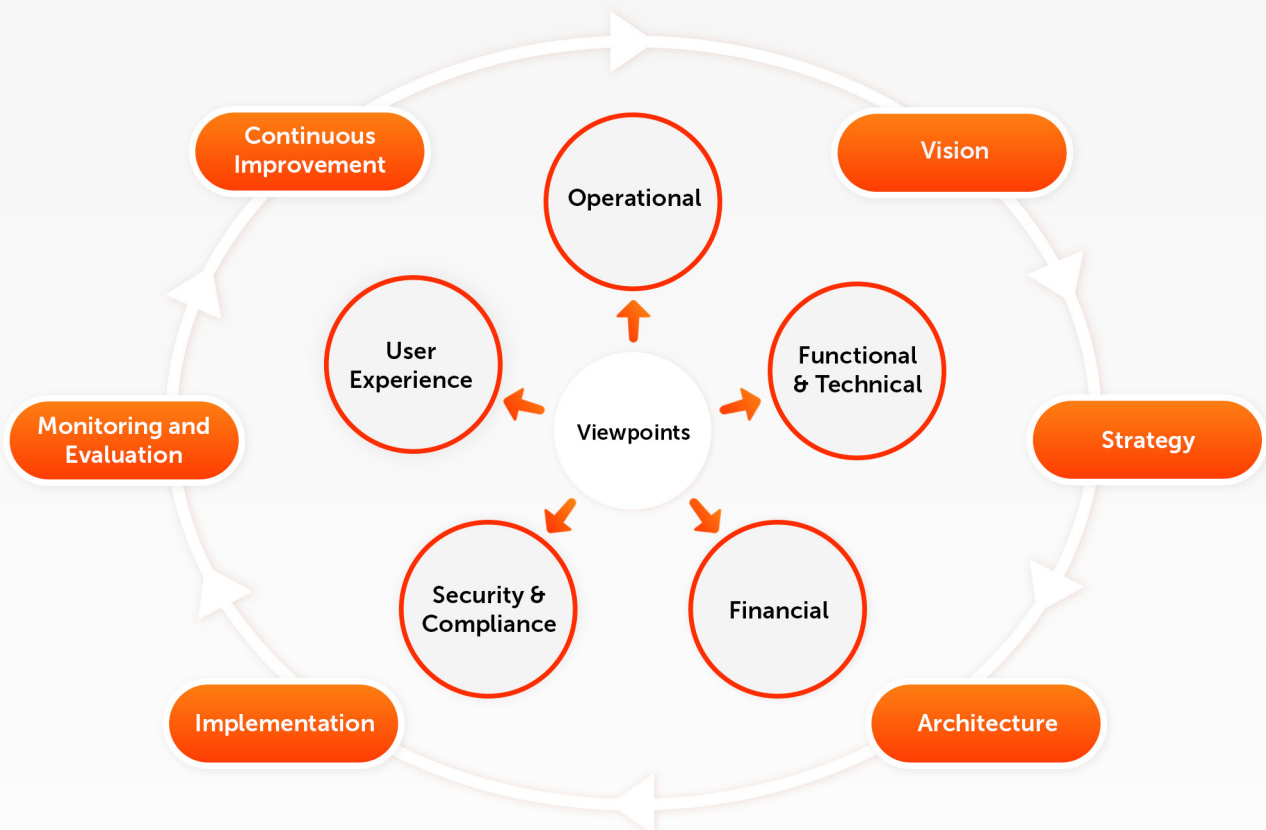 Continuous
Improvement
Vision
Operational
User
Experience
Functional
& Technical
Viewpoints
Monitoring and
Evaluation
Strategy
Security &
Compliance
Financial
Implementation
Architecture